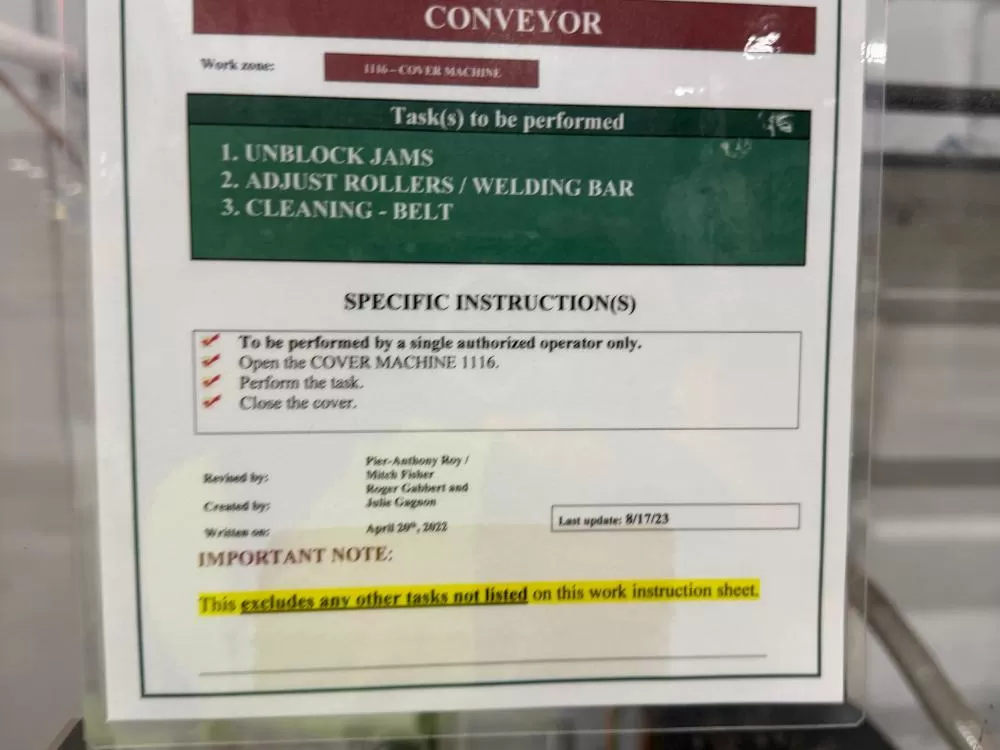 CONVEYOR
Work zone:
1116 – COVER MACHINE
Task(s) to be performed
1. UNBLOCK JAMS
2. ADJUST ROLLERS / WELDING BAR
3. CLEANING - BELT
SPECIFIC INSTRUCTION(S)
To be performed by a single authorized operator only.
Open the COVER MACHINE 1116.
Perform the task.
Close the cover.
Pier-Anthony Roy /
Revised by: Mitch Fisher
Roger Gabbert and
Created by: Julie Gagnon
Written on: April 20th, 2022
Last update: 8/17/23
IMPORTANT NOTE:
This excludes any other tasks not listed on this work instruction sheet.